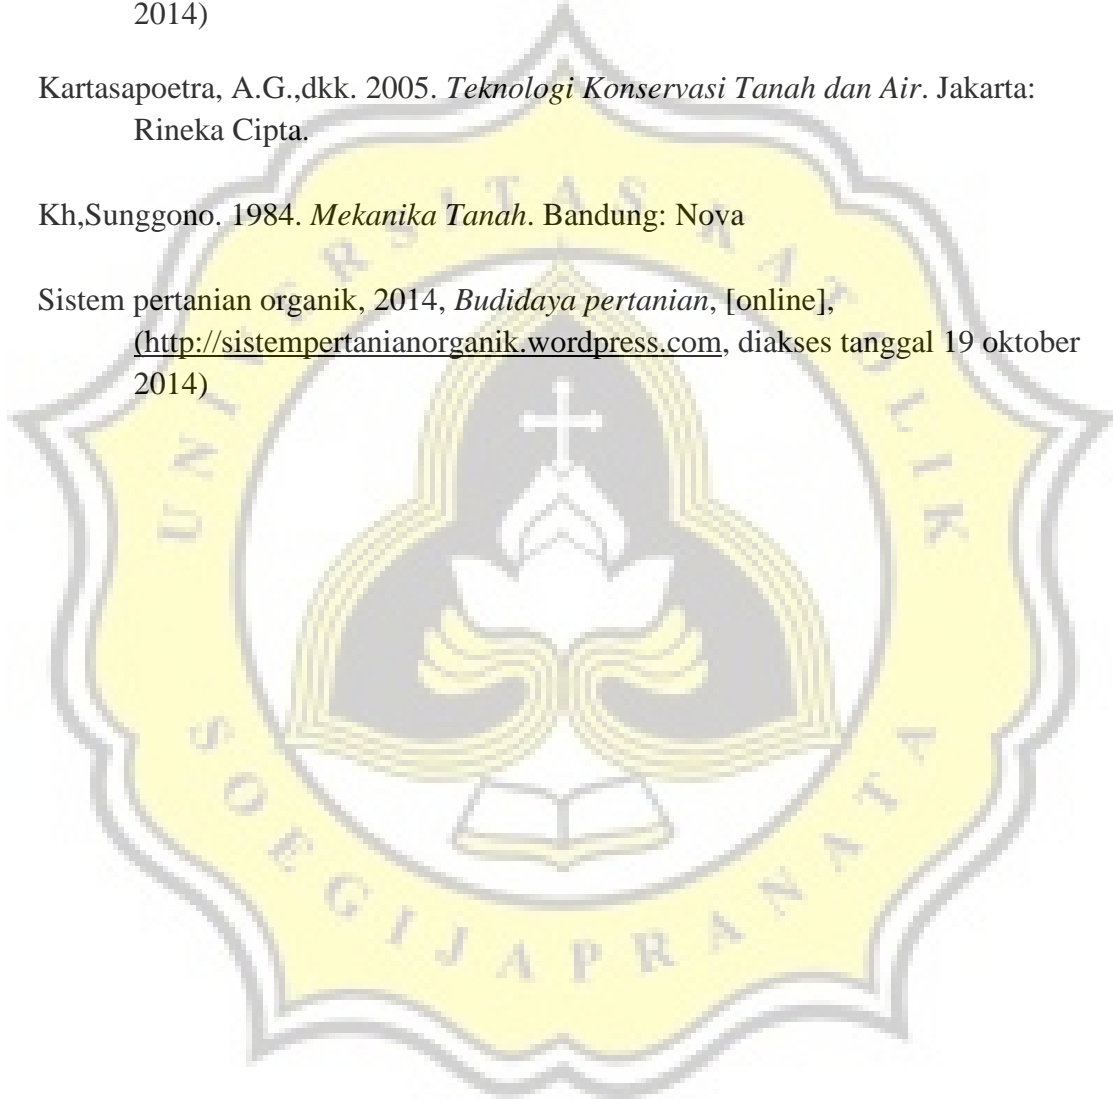 2014)
Kartasapoetra, A.G.,dkk. 2005. Teknologi Konservasi Tanah dan Air. Jakarta:
Rineka Cipta.
Kh,Sunggono. 1984. Mekanika Tanah. Bandung: Nova
Sistem pertanian organik, 2014, Budidaya pertanian, [online],
(http://sistempertanianorganik.wordpress.com, diakses tanggal 19 oktober
2014)
UNIVERSITAS KATOLIK
SOEGIJAPRANATA